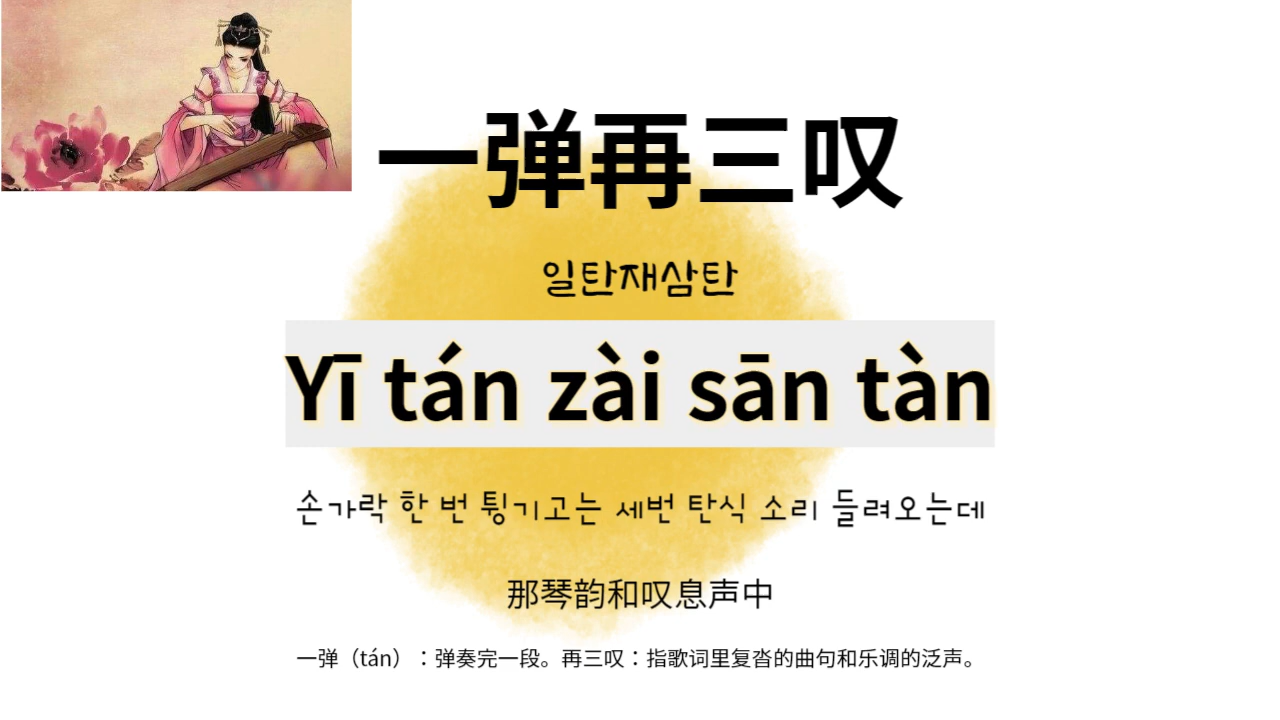 一弹再三叹
일탄재삼탄
Yī tán zài sān tàn
손가락 한 번 튕기고는 세번 탄식 소리 들려오는데
那琴韵和叹息声中
一弹（tán）：弹奏完一段。再三叹：指歌词里复沓的曲句和乐调的泛声。